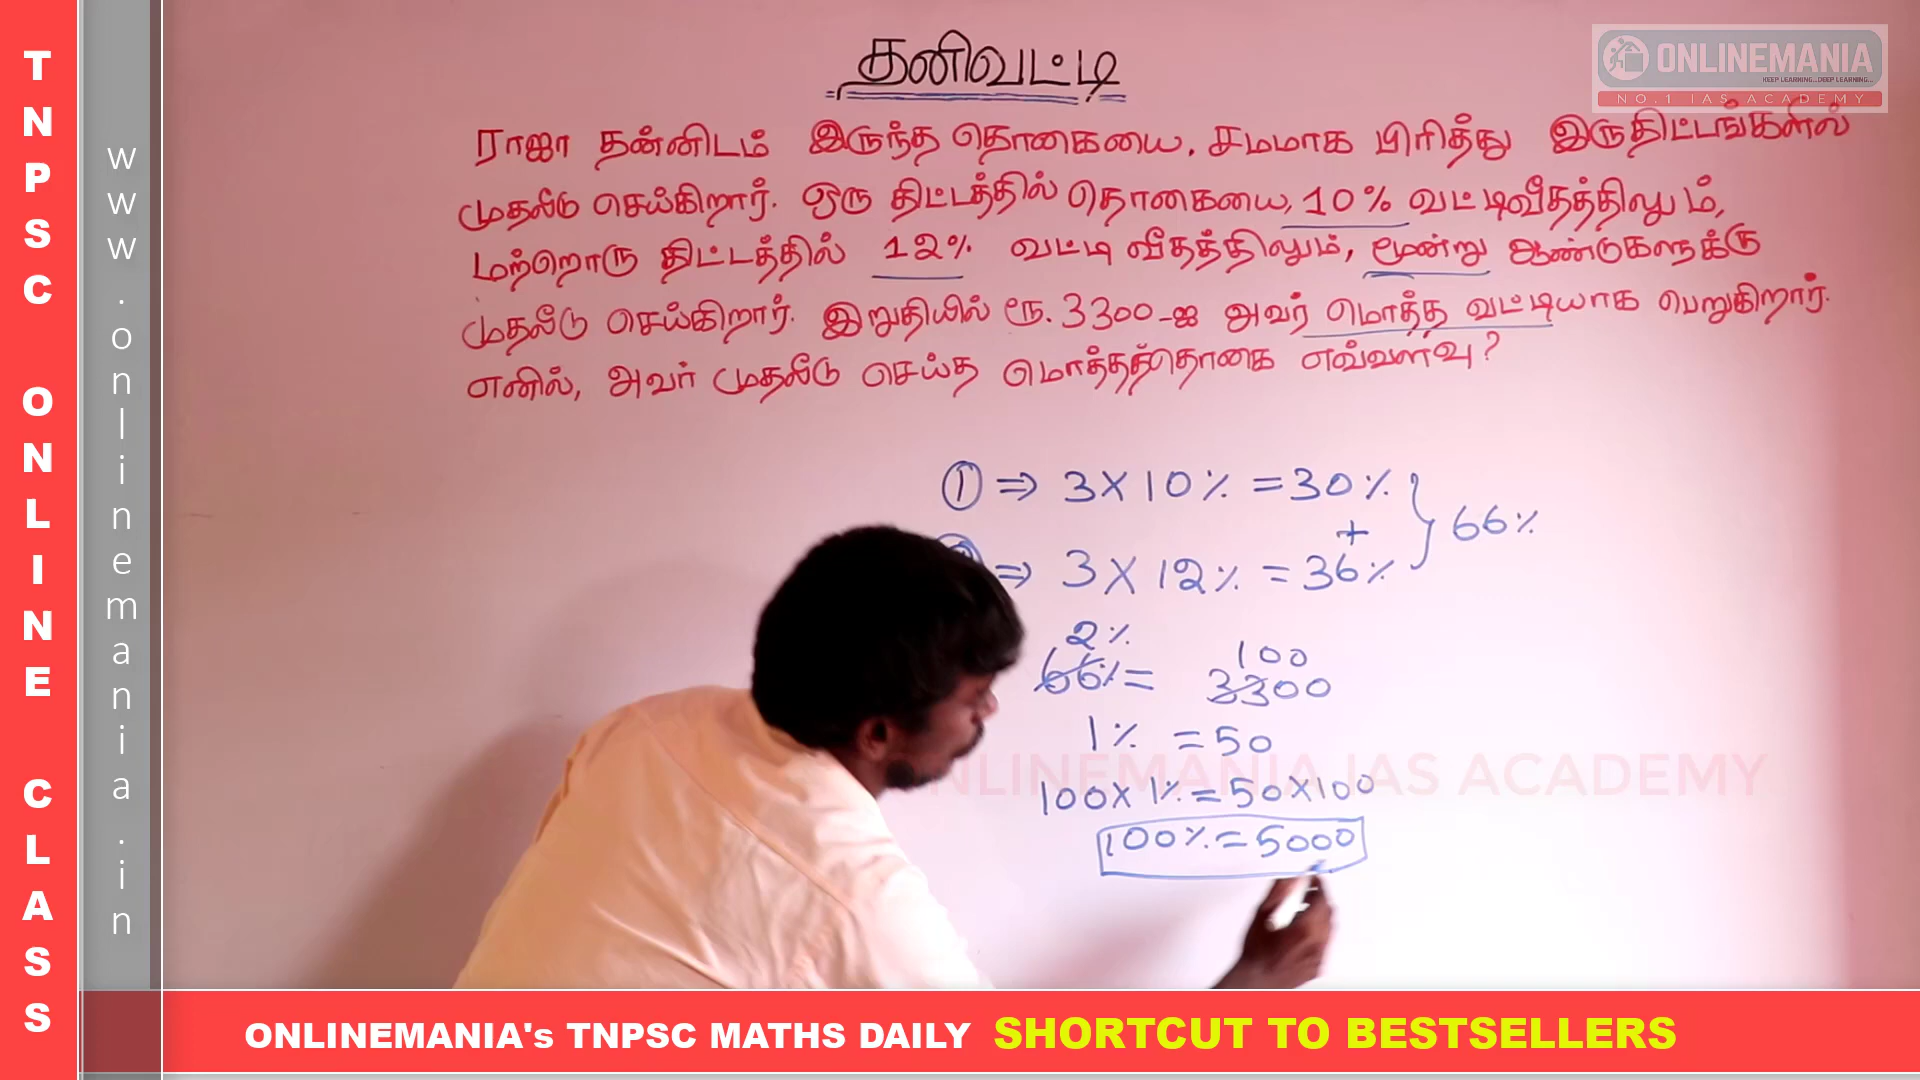 TNPSC ONLINE CLASS
www.onlinemania.in
ONLINEMANIA
KEEP LEARNING...DEEP LEARNING...
NO.1 IAS ACADEMY
தனிவட்டி
ராஜா தன்னிடம் இருந்த தொகையை, சமமாக பிரித்து இருதிட்டங்களில்
முதலீடு செய்கிறார். ஒரு திட்டத்தில் தொகையை, 10% வட்டிவீதத்திலும்,
மற்றொரு திட்டத்தில் 12% வட்டி வீதத்திலும், மூன்று ஆண்டுகளுக்கு
முதலீடு செய்கிறார். இறுதியில் ரூ. 3300-ஐ அவர் மொத்த வட்டியாக பெறுகிறார்.
எனில், அவர் முதலீடு செய்த மொத்தத்தொகை எவ்வளவு?
① ⇒ 3 X 10% = 30% } 66%
+
⇒ 3 X 12% = 36%
2% 100
66% = 3300
1% = 50
100 X 1% = 50 X 100
100% = 5000
ONLINEMANIA IAS ACADEMY
ONLINEMANIA's TNPSC MATHS DAILY SHORTCUT TO BESTSELLERS